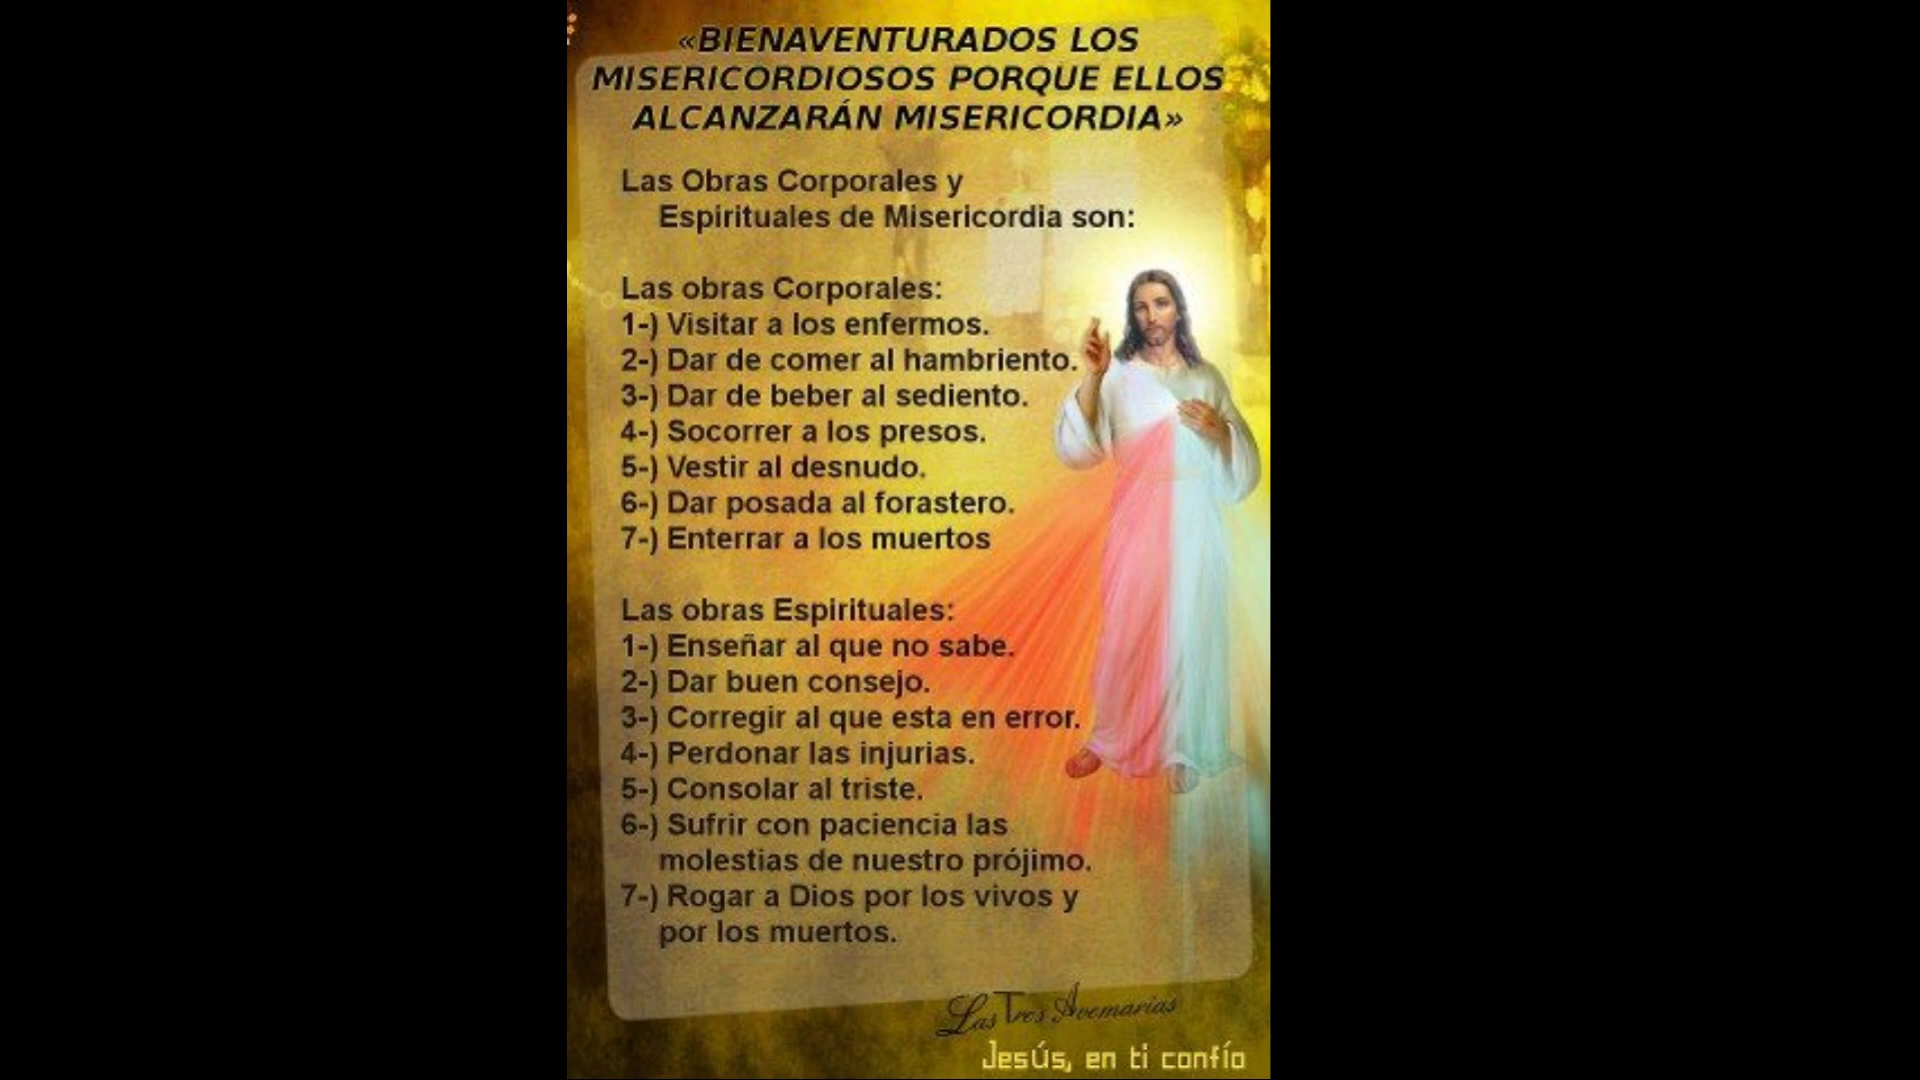 «BIENAVENTURADOS LOS
MISERICORDIOSOS PORQUE ELLOS
ALCANZARÁN MISERICORDIA»
Las Obras Corporales y
Espirituales de Misericordia son:
Las obras Corporales:
1-) Visitar a los enfermos.
2-) Dar de comer al hambriento.
3-) Dar de beber al sediento.
4-) Socorrer a los presos.
5-) Vestir al desnudo.
6-) Dar posada al forastero.
7-) Enterrar a los muertos
Las obras Espirituales:
1-) Enseñar al que no sabe.
2-) Dar buen consejo.
3-) Corregir al que esta en error.
4-) Perdonar las injurias.
5-) Consolar al triste.
6-) Sufrir con paciencia las
molestias de nuestro prójimo.
7-) Rogar a Dios por los vivos y
por los muertos.
Las Tres Avemarías
Jesús, en ti confío